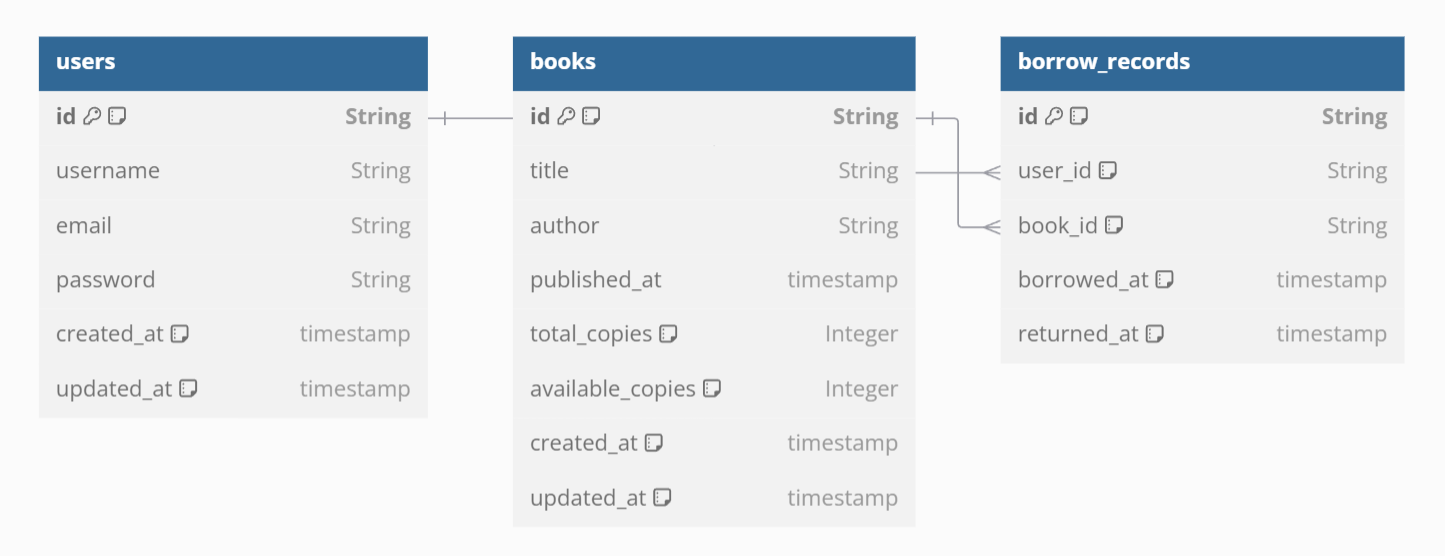 users
id String
username String
email String
password String
created_at timestamp
updated_at timestamp
books
id String
title String
author String
published_at timestamp
total_copies Integer
available_copies Integer
created_at timestamp
updated_at timestamp
borrow_records
id String
user_id String
book_id String
borrowed_at timestamp
returned_at timestamp